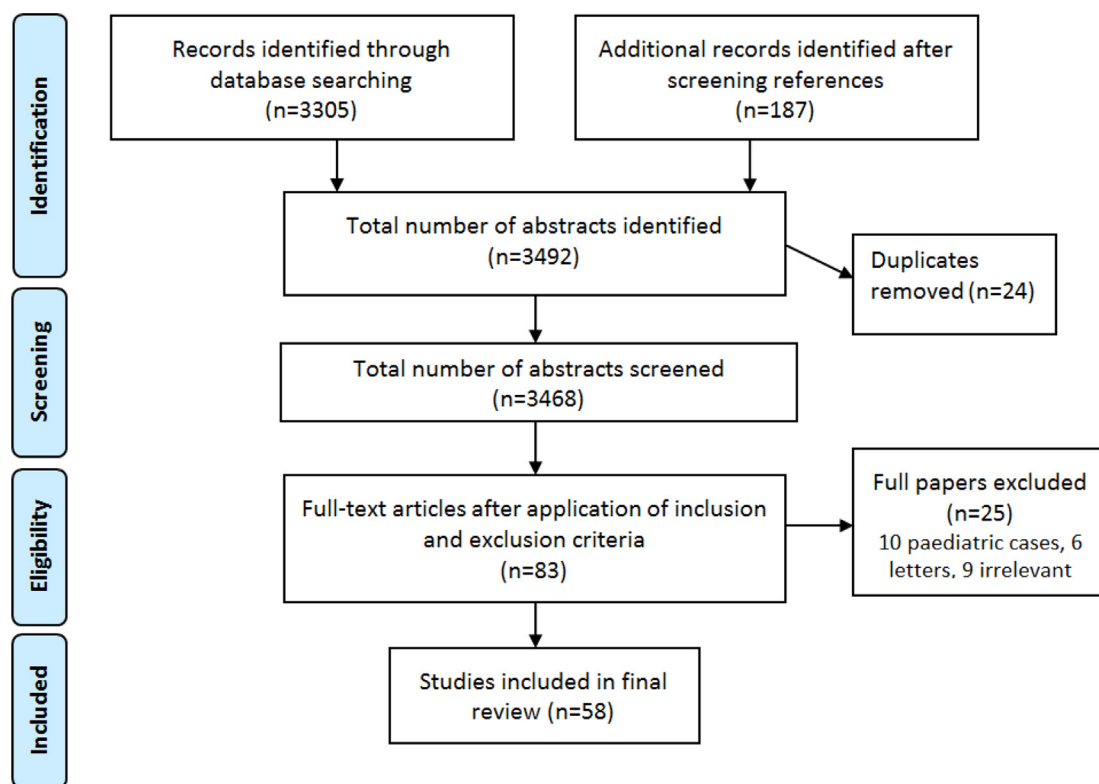 Identification
Records identified through
database searching
(n=3305)
Additional records identified after
screening references
(n=187)
Total number of abstracts identified
(n=3492)
Duplicates
removed (n=24)
Screening
Total number of abstracts screened
(n=3468)
Eligibility
Full-text articles after application of inclusion
and exclusion criteria
(n=83)
Full papers excluded
(n=25)
10 paediatric cases, 6
letters, 9 irrelevant
Included
Studies included in final
review (n=58)